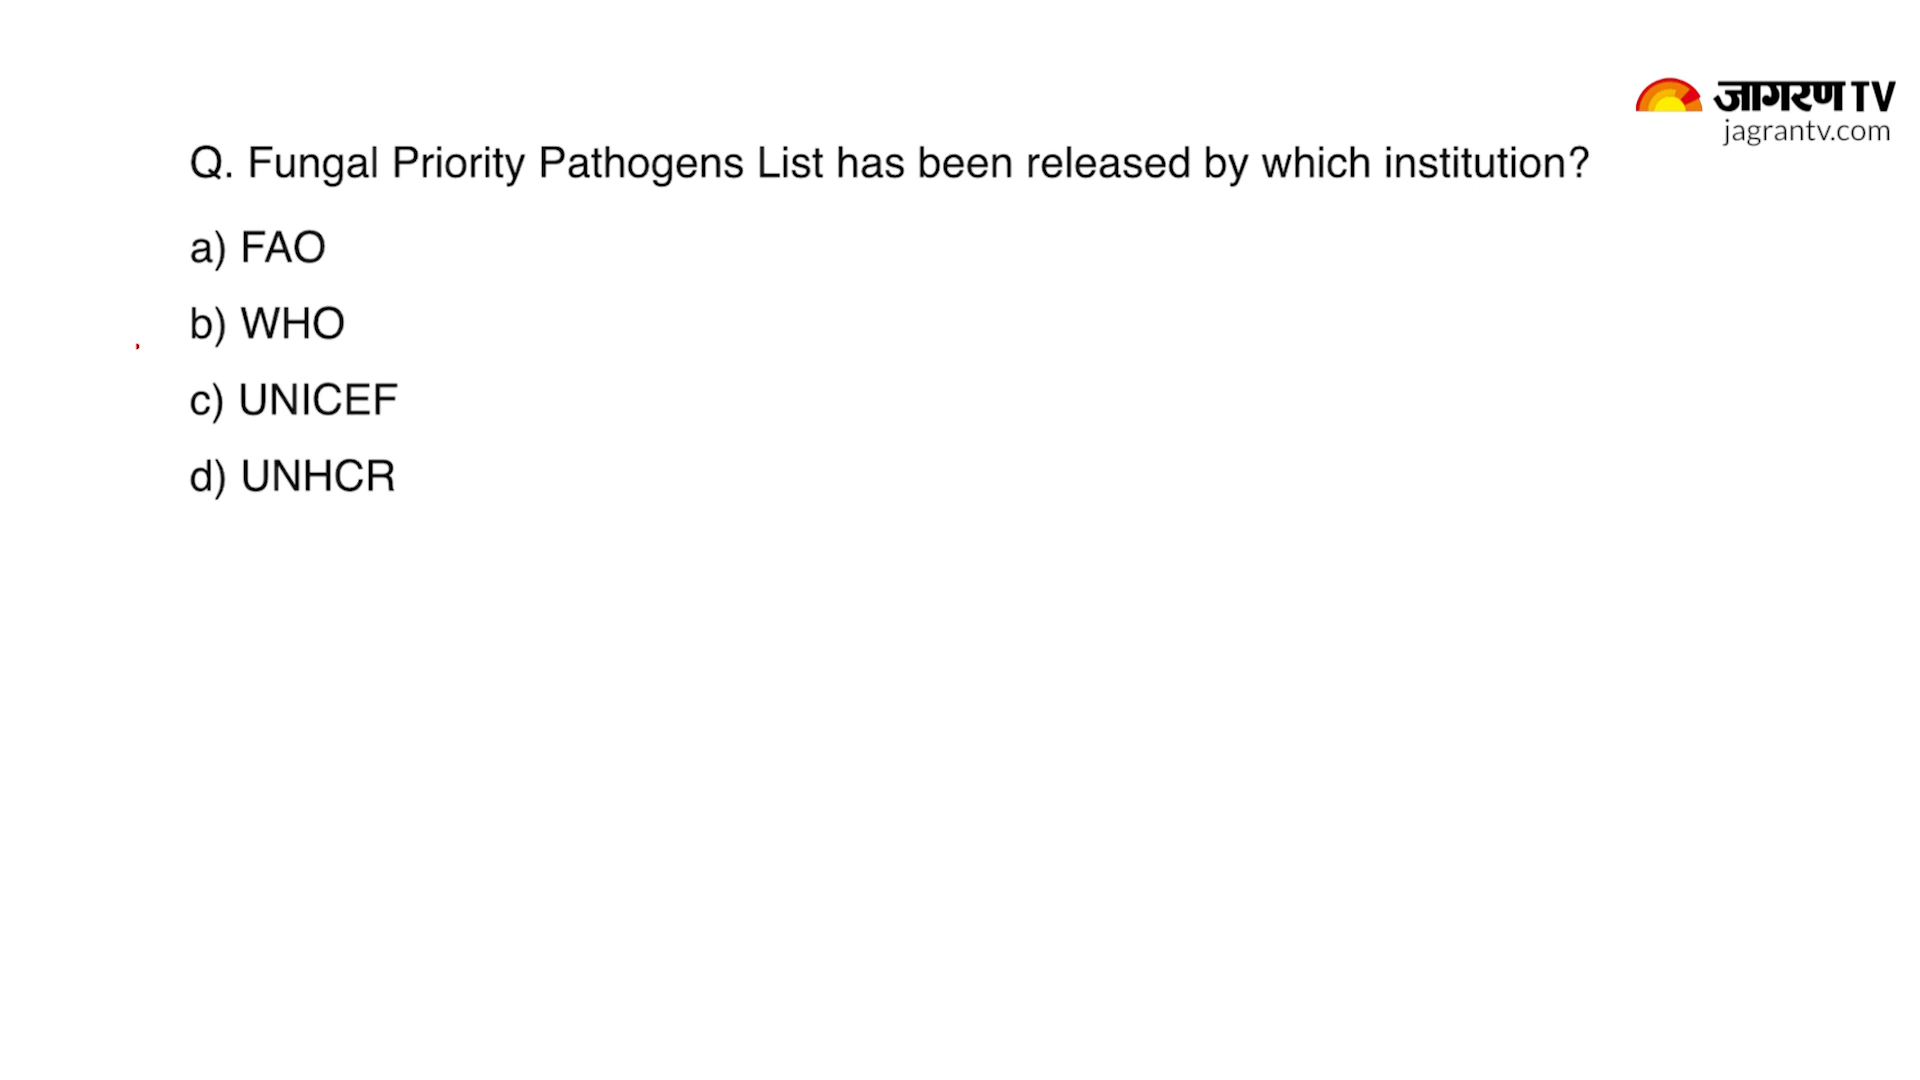 जागरण TV
jagrantv.com
Q. Fungal Priority Pathogens List has been released by which institution?
a) FAO
b) WHO
c) UNICEF
d) UNHCR